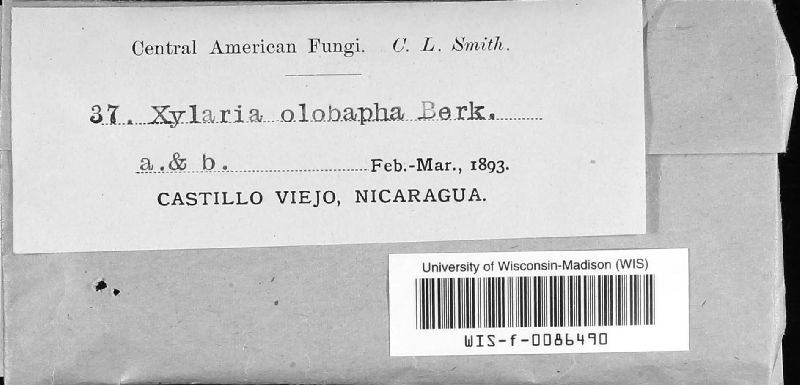 Central American Fungi. C. L. Smith.
37. Xylaria olobapha Berk.
a.& b. Feb.-Mar., 1893.
CASTILLO VIEJO, NICARAGUA.
University of Wisconsin-Madison (WIS)
WIS-f-0086490